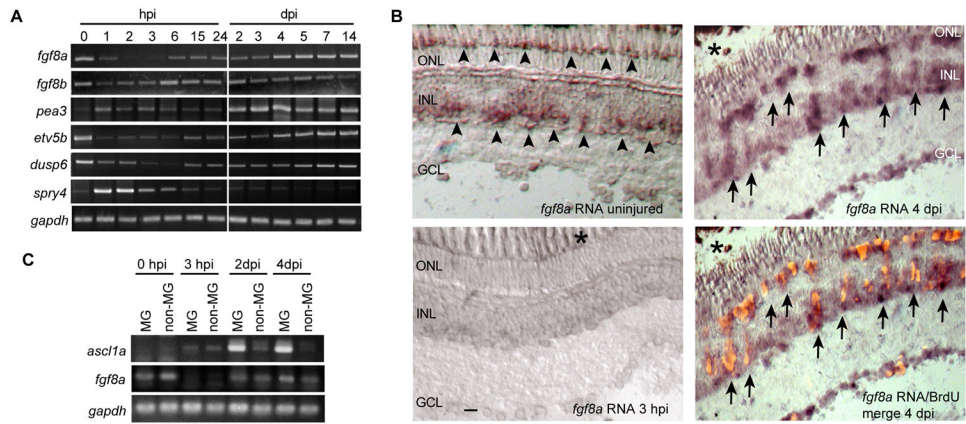 A
hpi
dpi
0 1 2 3 6 15 24 2 3 4 5 7 14
fgf8a
fgf8b
pea3
etv5b
dusp6
spry4
gapdh
B
ONL
INL
GCL
fgf8a RNA uninjured
*
ONL
INL
GCL
fgf8a RNA 4 dpi
*
ONL
INL
GCL
fgf8a RNA 3 hpi
*
fgf8a RNA/BrdU
merge 4 dpi
C
0 hpi 3 hpi 2dpi 4dpi
MG non-MG MG non-MG MG non-MG MG non-MG
ascl1a
fgf8a
gapdh